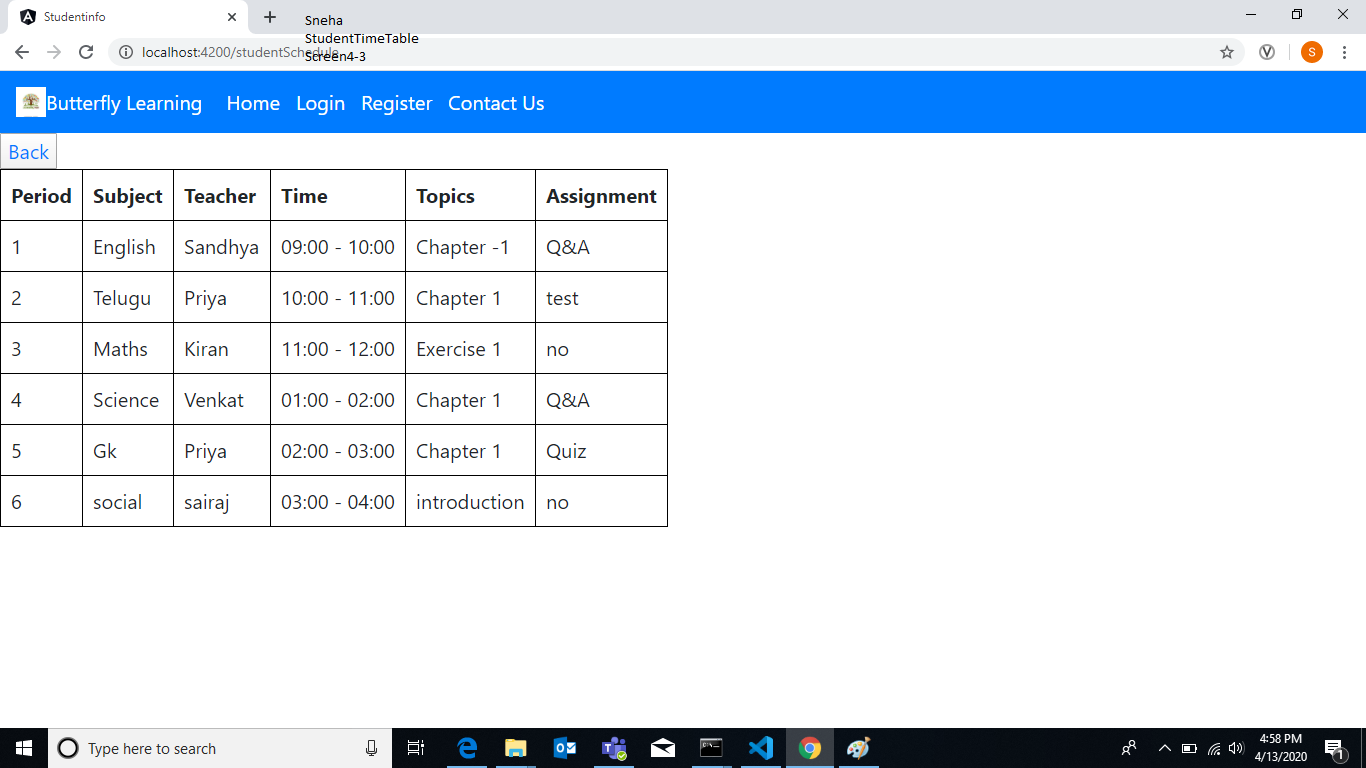 Studentinfo
Sneha
StudentTimeTable
Screen4-3
localhost:4200/studentSchedule
S
Butterfly Learning Home Login Register Contact Us
Back
Period Subject Teacher Time Topics Assignment
1 English Sandhya 09:00 - 10:00 Chapter -1 Q&A
2 Telugu Priya 10:00 - 11:00 Chapter 1 test
3 Maths Kiran 11:00 - 12:00 Exercise 1 no
4 Science Venkat 01:00 - 02:00 Chapter 1 Q&A
5 Gk Priya 02:00 - 03:00 Chapter 1 Quiz
6 social sairaj 03:00 - 04:00 introduction no
Type here to search
4:58 PM
4/13/2020
1